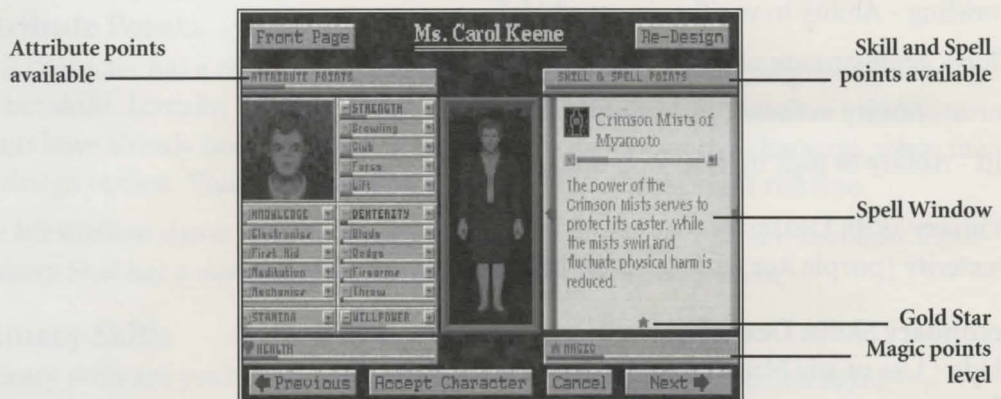 Attribute points
available
Skill and Spell
points available
Spell Window
Gold Star
Magic points
level
Front Page
Ms. Carol Keene
Re-Design
ATTRIBUTE POINTS
SKILL & SPELL POINTS
STRENGTH
Brawling
Club
Force
Lift
KNOWLEDGE
Electronics
First Aid
Meditation
Mechanics
STAMINA
DEXTERITY
Blade
Dodge
Firearms
Throw
WILLPOWER
HEALTH
Crimson Mists of
Myamoto
The power of the
Crimson Mists serves to
protect its caster. While
the mists swirl and
fluctuate physical harm is
reduced.
MAGIC
Previous
Accept Character
Cancel
Next